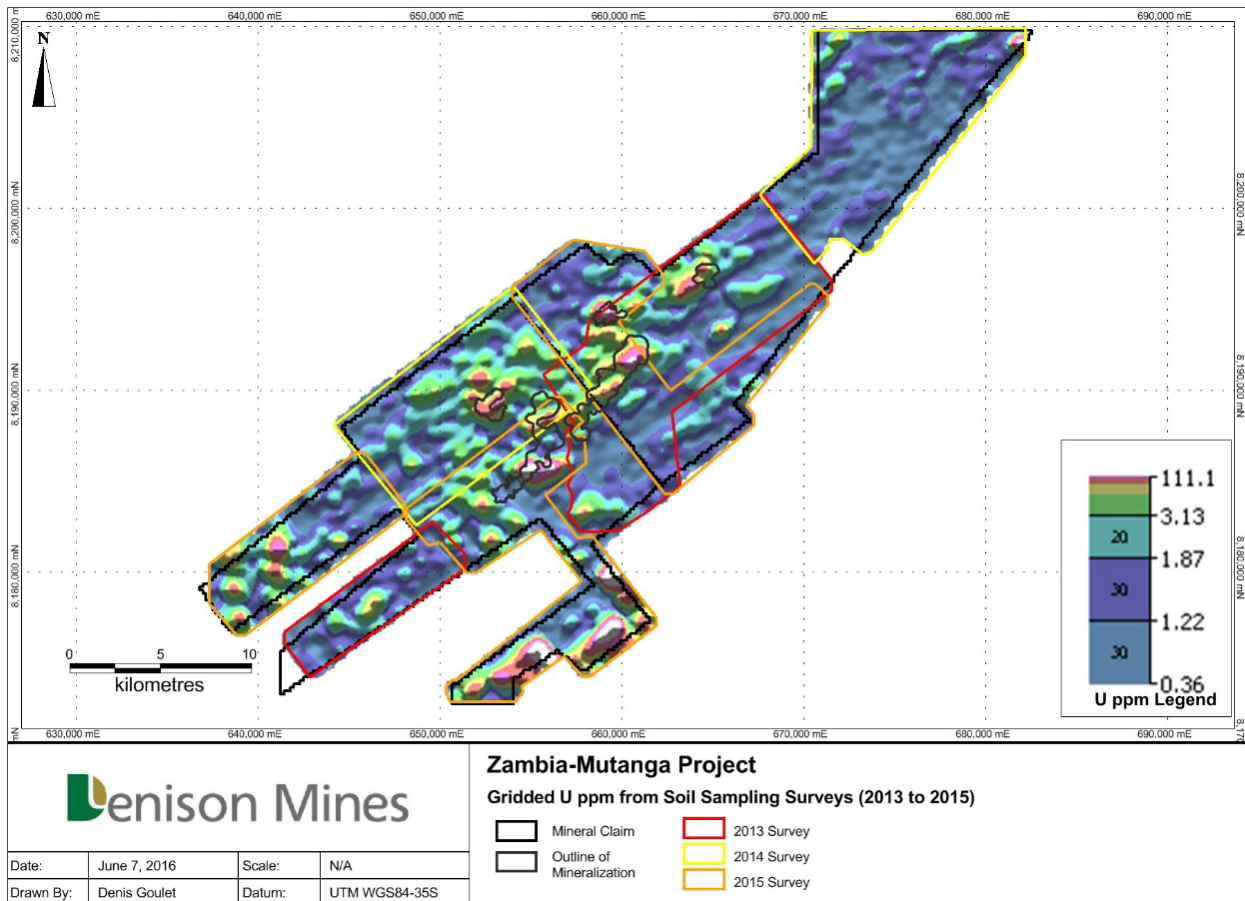 630,000 mE 640,000 mE 650,000 mE 660,000 mE 670,000 mE 680,000 mE 690,000 mE
8,210,000 mN
N
8,200,000 mN
8,200,000 mN
8,190,000 mN
8,190,000 mN
8,180,000 mN
8,180,000 mN
0 5 10
kilometres
111.1
3.13
20
1.87
30
1.22
30
0.36
U ppm Legend
mN
8,170
630,000 mE 640,000 mE 650,000 mE 660,000 mE 670,000 mE 680,000 mE 690,000 mE
Denison Mines
Date: June 7, 2016 Scale: N/A
Drawn By: Denis Goulet Datum: UTM WGS84-35S
Zambia-Mutanga Project
Gridded U ppm from Soil Sampling Surveys (2013 to 2015)
Mineral Claim
Outline of
Mineralization
2013 Survey
2014 Survey
2015 Survey